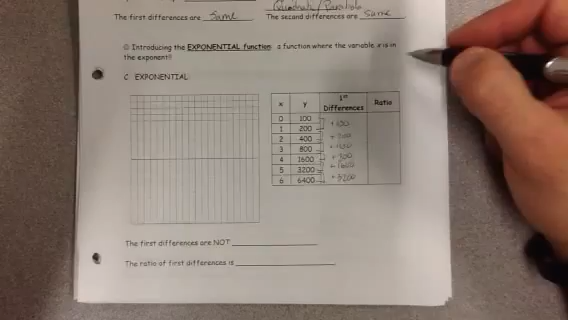 Quadratic / Parabola
The first differences are same The second differences are same
Introducing the EXPONENTIAL function a function where the variable x is in
the exponent!!
C EXPONENTIAL
x y 1st Differences Ratio
0 100
1 200 +100
2 400 +200
3 800 +400
4 1600 +800
5 3200 +1600
6 6400 +3200
The first differences are NOT
The ratio of first differences is